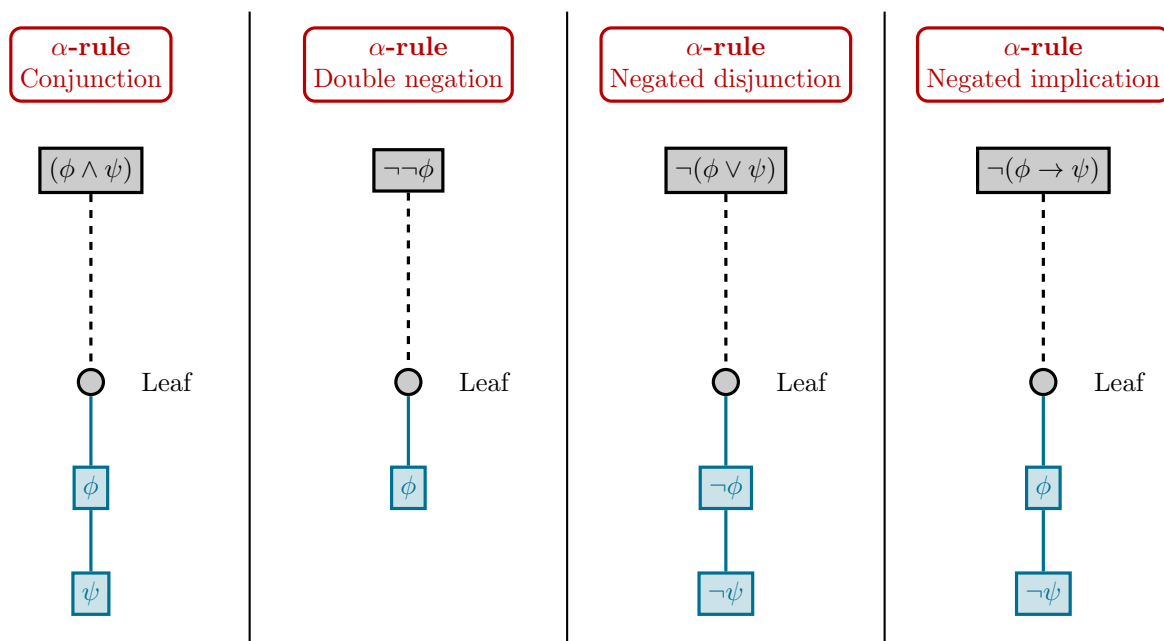 α-rule
Conjunction
(ϕ ∧ ψ)
Leaf
ϕ
ψ
α-rule
Double negation
¬¬ϕ
Leaf
ϕ
α-rule
Negated disjunction
¬(ϕ ∨ ψ)
Leaf
¬ϕ
¬ψ
α-rule
Negated implication
¬(ϕ → ψ)
Leaf
ϕ
¬ψ